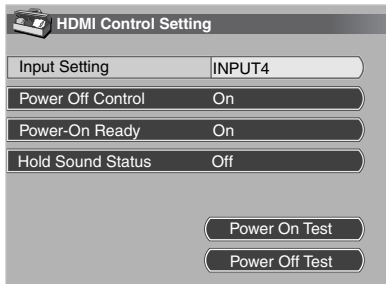 HDMI Control Setting
Input Setting INPUT4
Power Off Control On
Power-On Ready On
Hold Sound Status Off
Power On Test
Power Off Test